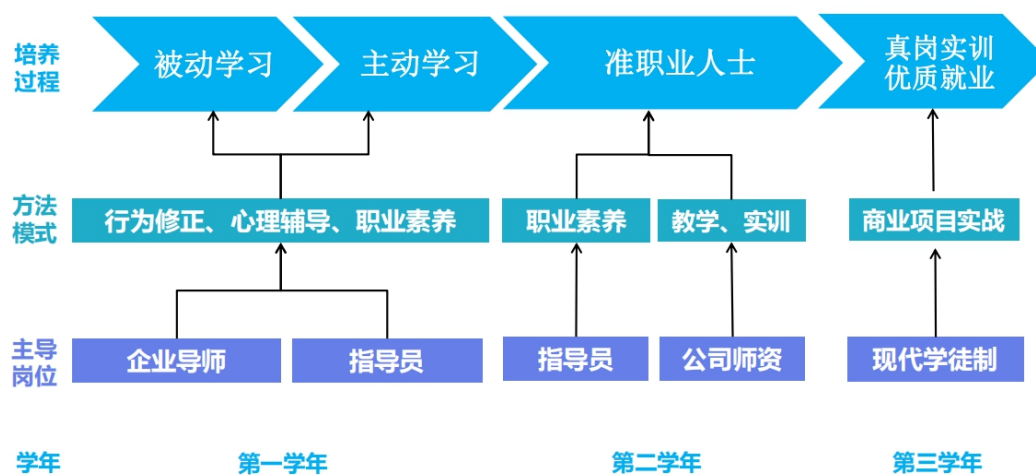 培养
过程
被动学习
主动学习
准职业人士
真岗实训
优质就业
方法
模式
行为修正、心理辅导、职业素养
职业素养
教学、实训
商业项目实战
主导
岗位
企业导师
指导员
指导员
公司师资
现代学徒制
学年
第一学年
第二学年
第三学年